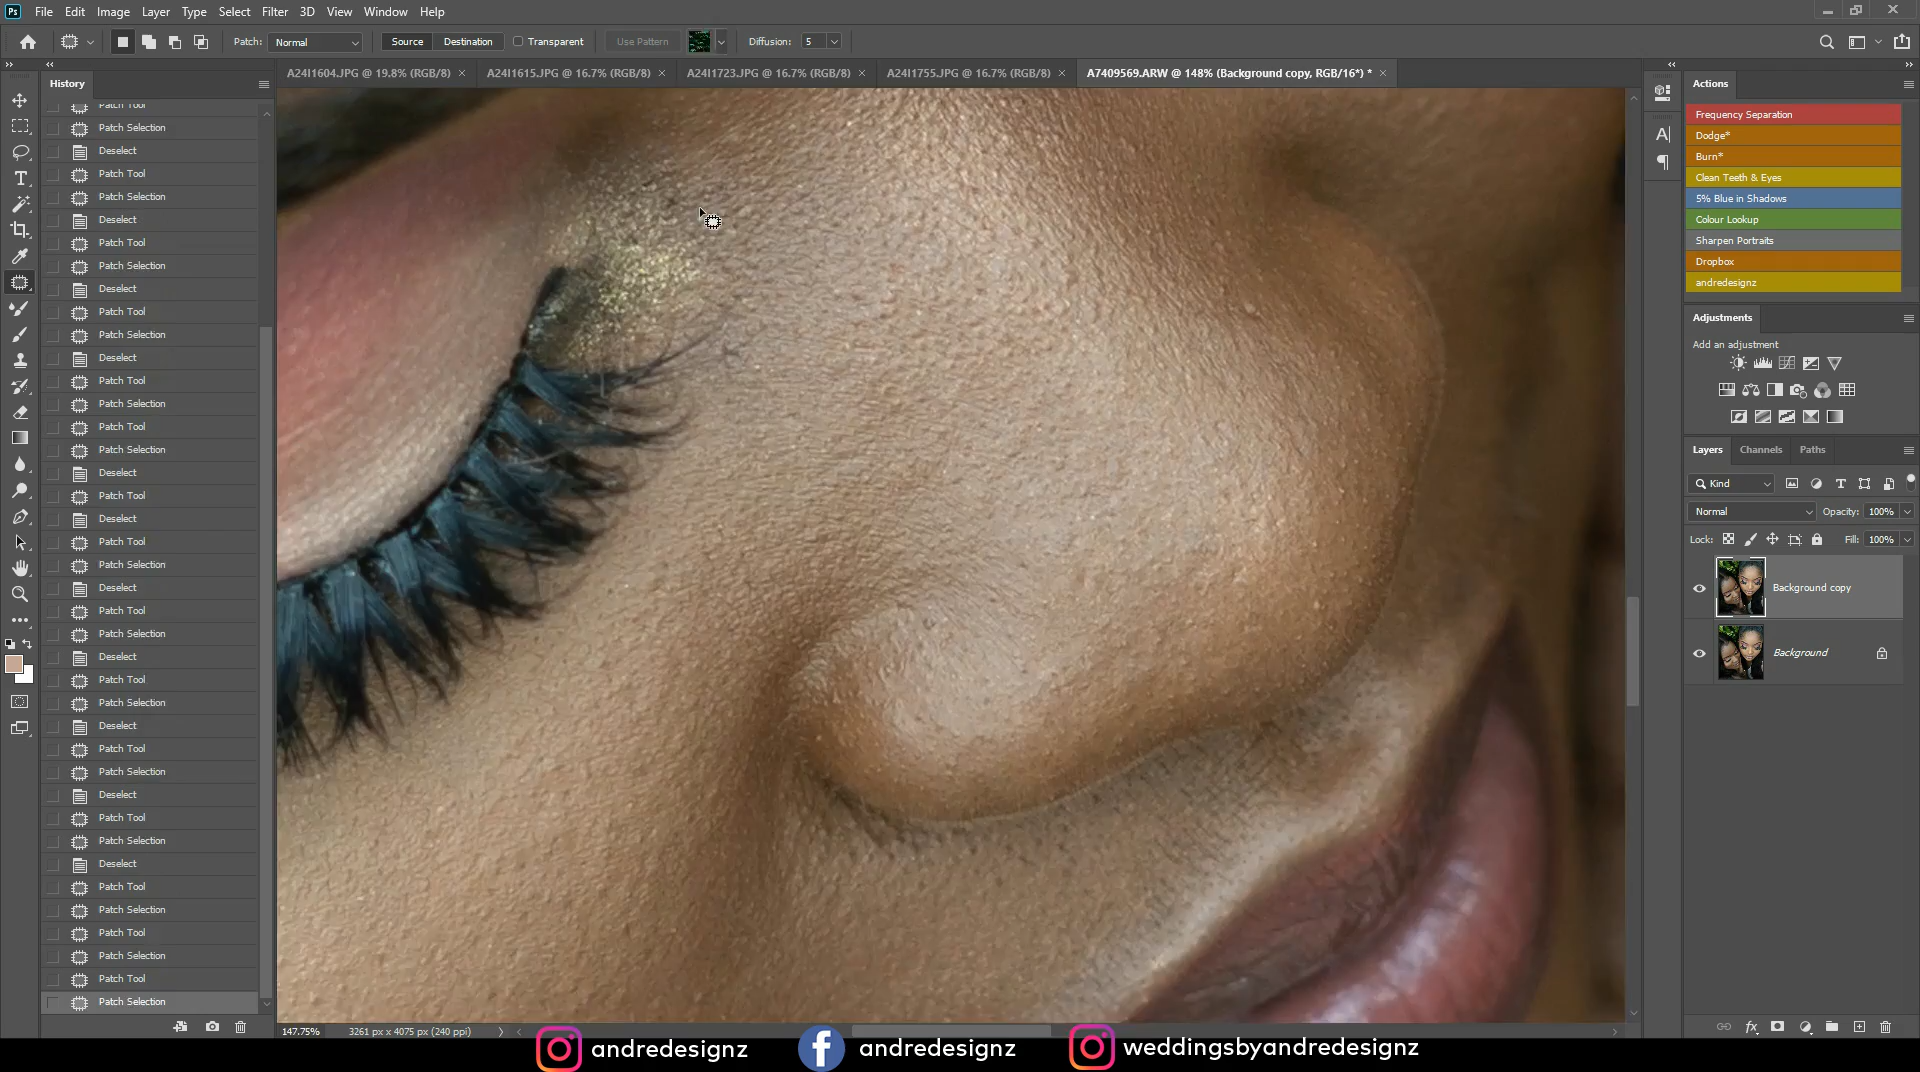 Ps File Edit Image Layer Type Select Filter 3D View Window Help
Patch: Normal Source Destination Transparent Use Pattern Diffusion: 5
A24I1604.JPG @ 19.8% (RGB/8) × A24I1615.JPG @ 16.7% (RGB/8) × A24I1723.JPG @ 16.7% (RGB/8) × A24I1755.JPG @ 16.7% (RGB/8) × A7409569.ARW @ 148% (Background copy, RGB/16*) * ×
History
Patch Tool
Patch Selection
Deselect
Patch Tool
Patch Selection
Deselect
Patch Tool
Patch Selection
Deselect
Patch Tool
Patch Selection
Deselect
Patch Tool
Patch Selection
Patch Tool
Patch Selection
Deselect
Patch Tool
Deselect
Patch Tool
Patch Selection
Deselect
Patch Tool
Patch Selection
Deselect
Patch Tool
Patch Selection
Deselect
Patch Tool
Patch Selection
Deselect
Patch Tool
Patch Selection
Deselect
Patch Tool
Patch Selection
Patch Tool
Patch Selection
Patch Tool
Patch Selection
147.75% 3261 px x 4075 px (240 ppi)
Actions
Frequency Separation
Dodge*
Burn*
Clean Teeth & Eyes
5% Blue in Shadows
Colour Lookup
Sharpen Portraits
Dropbox
andredesignz
Adjustments
Add an adjustment
Layers Channels Paths
Kind
Normal Opacity: 100%
Lock: Fill: 100%
Background copy
Background
andredesignz andredesignz weddingsbyandredesignz